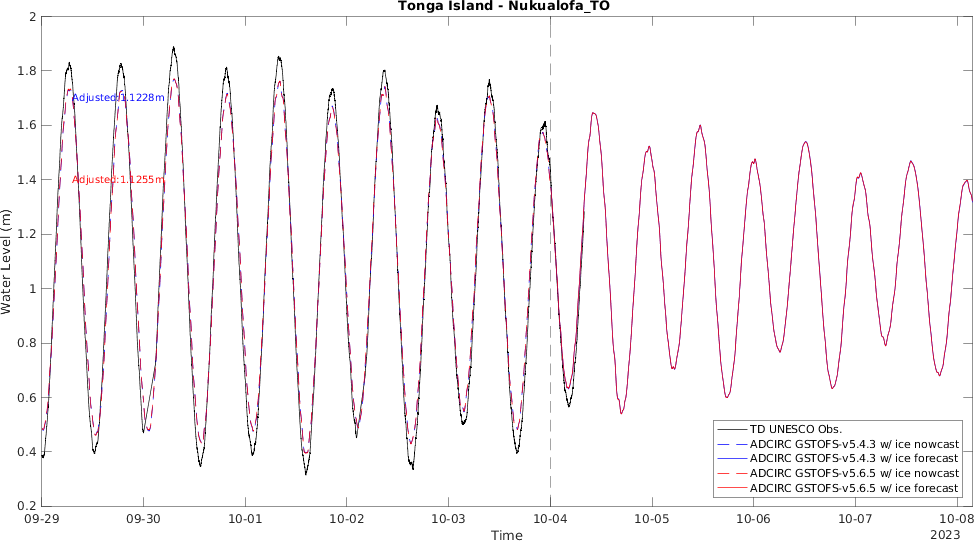 Tonga Island - Nukualofa_TO
2
1.8
1.6
1.4
1.2
1
0.8
0.6
0.4
0.2
Water Level (m)
Adjusted:1.1228m
Adjusted:1.1255m
TD UNESCO Obs.
ADCIRC GSTOFS-v5.4.3 w/ ice nowcast
ADCIRC GSTOFS-v5.4.3 w/ ice forecast
ADCIRC GSTOFS-v5.6.5 w/ ice nowcast
ADCIRC GSTOFS-v5.6.5 w/ ice forecast
09-29 09-30 10-01 10-02 10-03 10-04 10-05 10-06 10-07 10-08
Time
2023